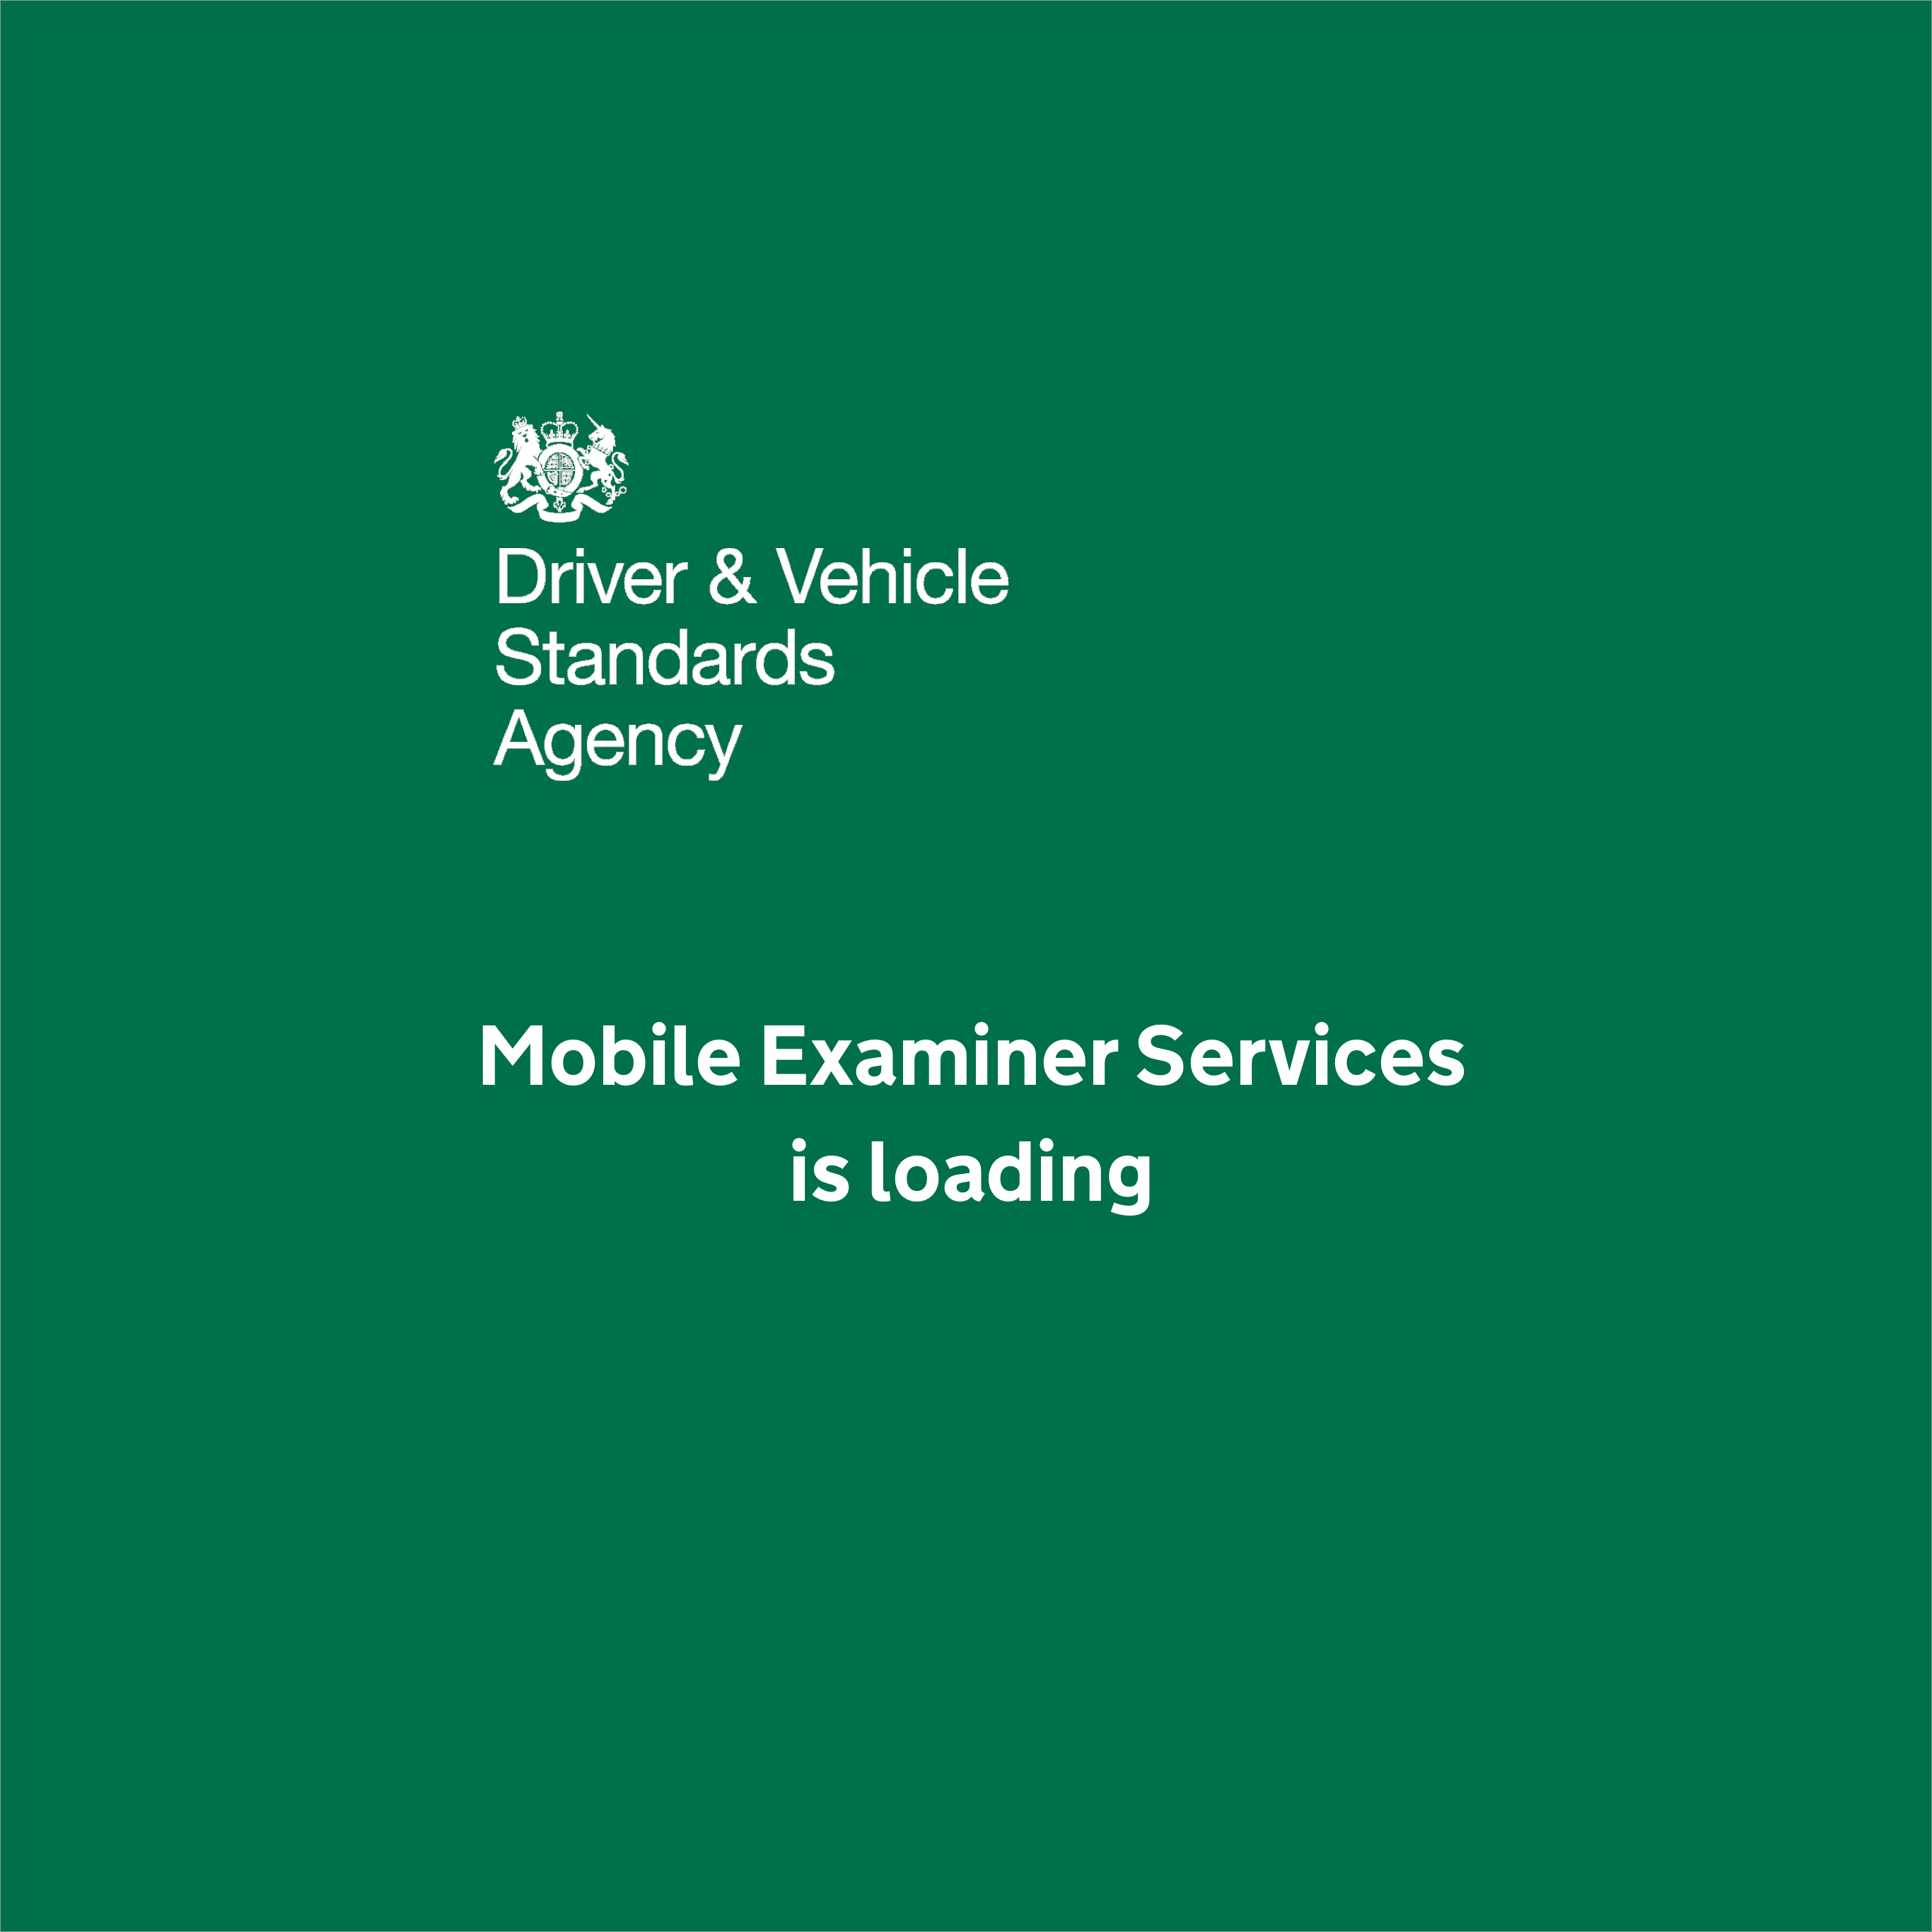 Driver & Vehicle
Standards
Agency
Mobile Examiner Services
is loading